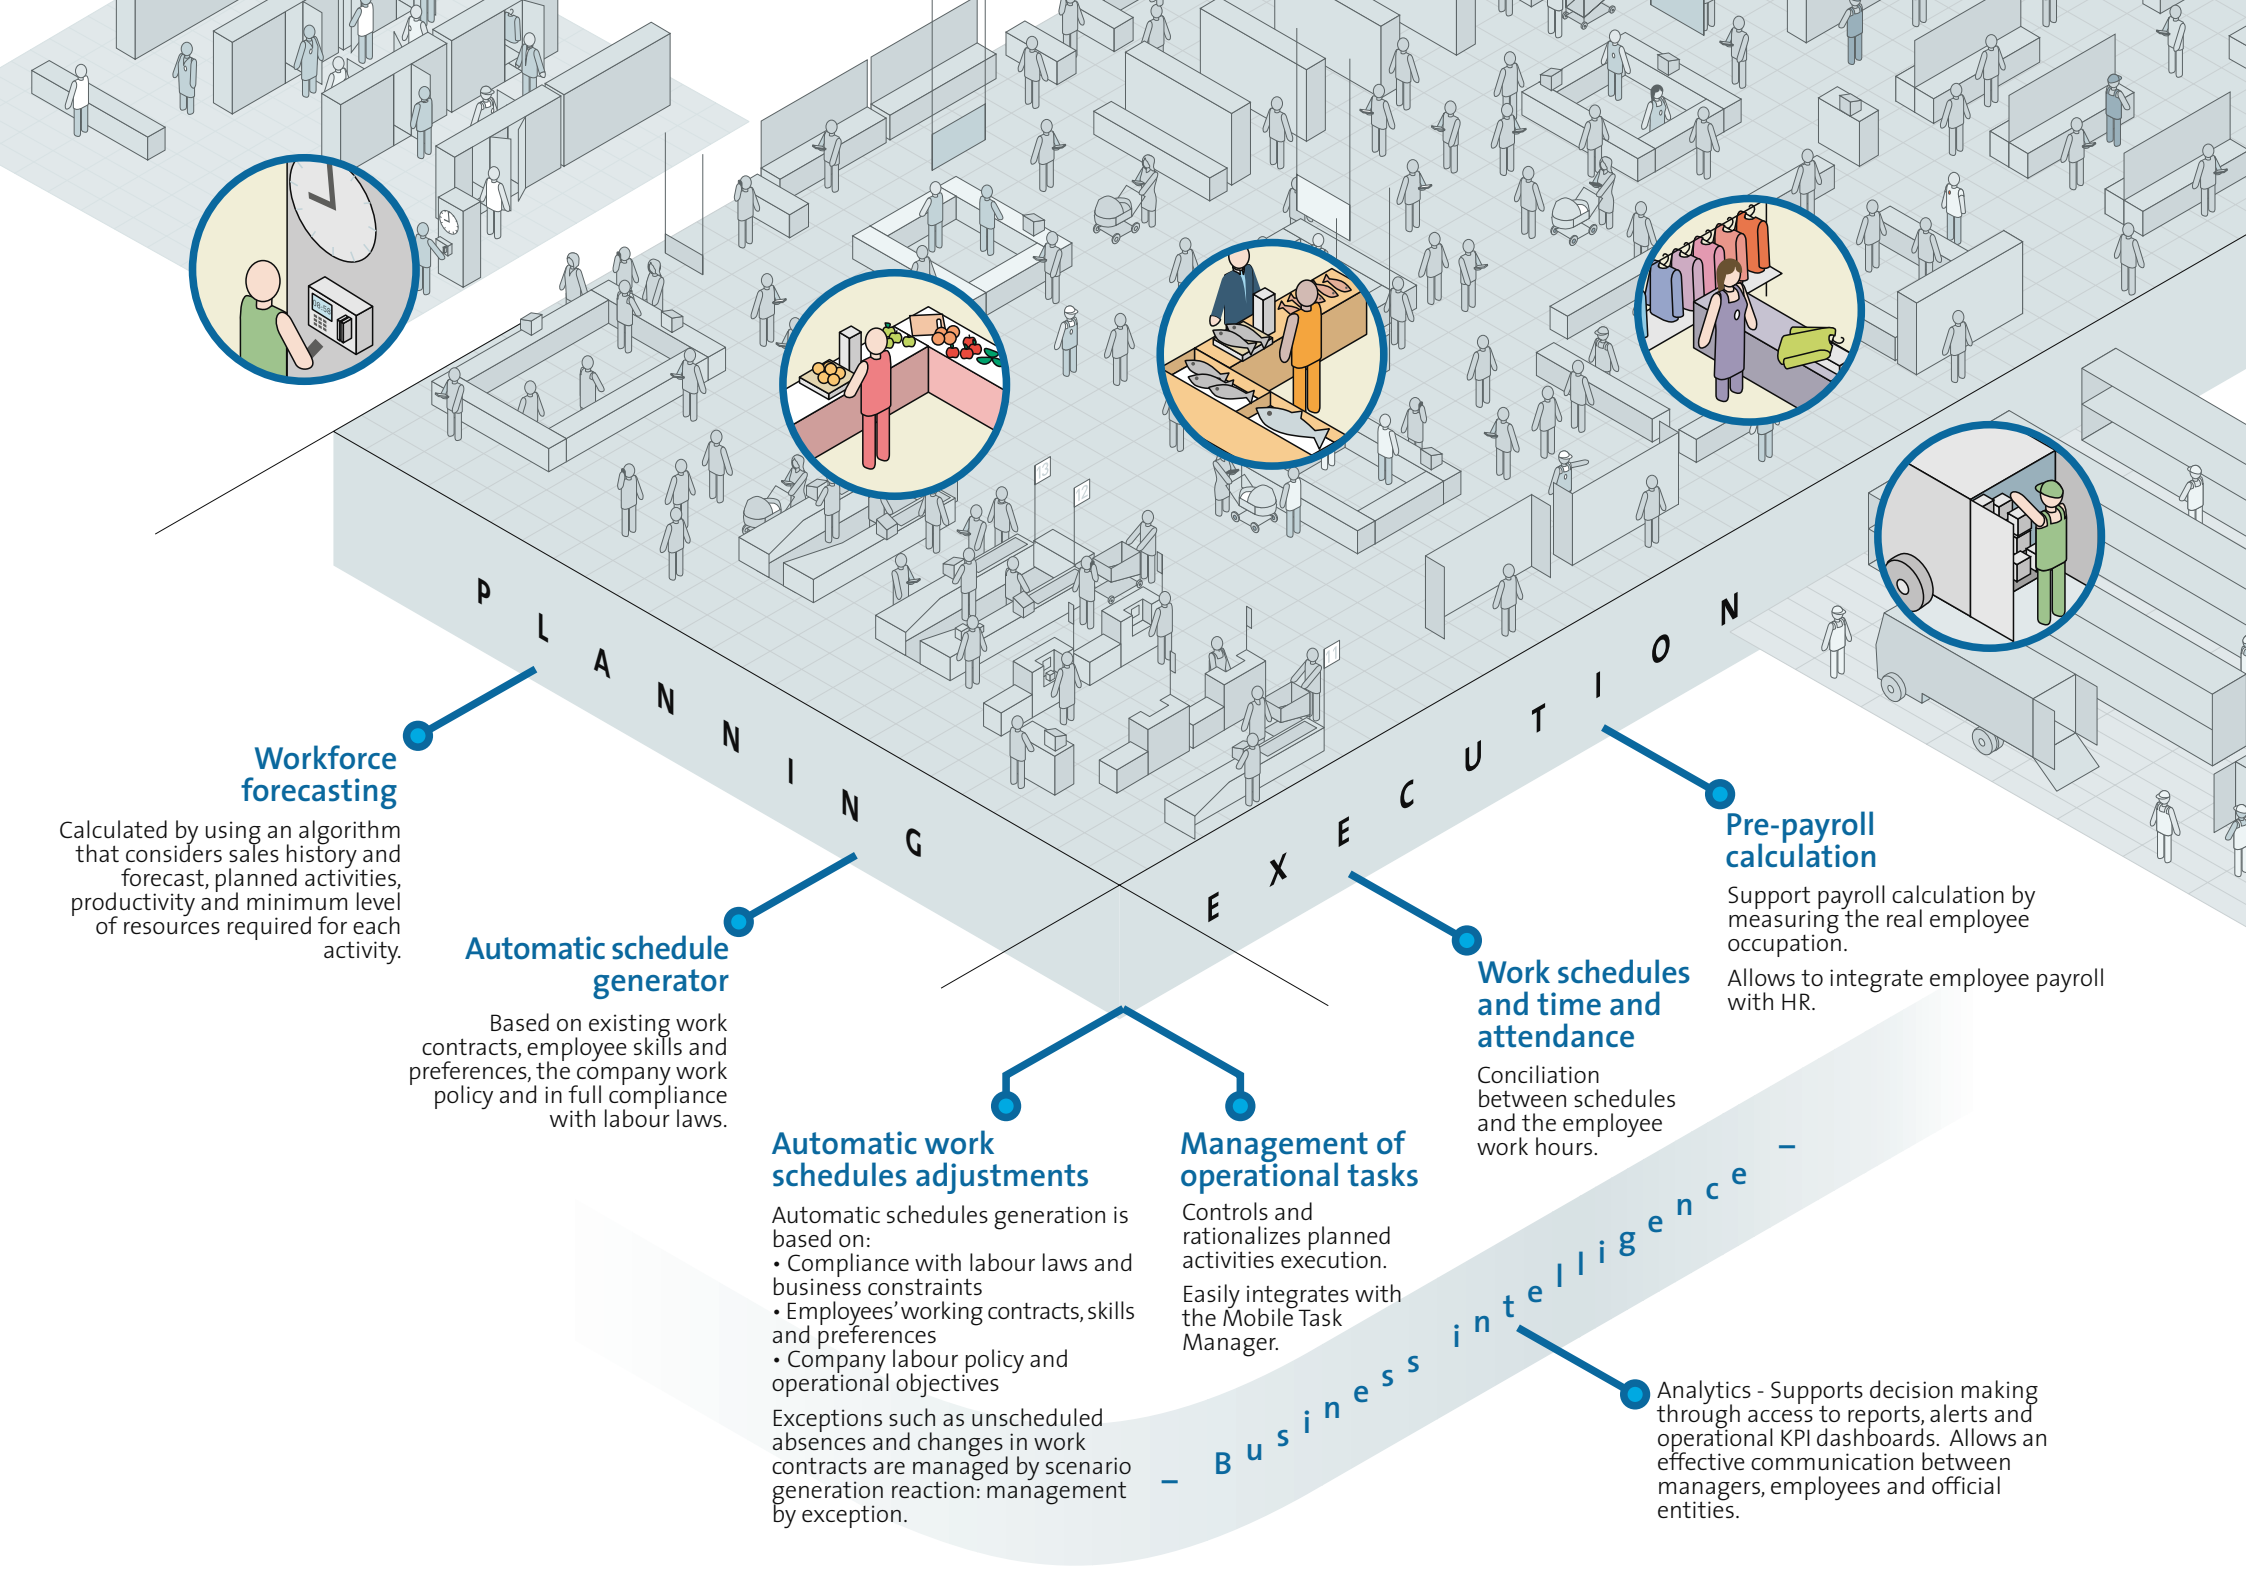 08:58
13
12
11
PLANNING
EXECUTION
Workforce
forecasting
Calculated by using an algorithm
that considers sales history and
forecast, planned activities,
productivity and minimum level
of resources required for each
activity.
Automatic schedule
generator
Based on existing work
contracts, employee skills and
preferences, the company work
policy and in full compliance
with labour laws.
Automatic work
schedules adjustments
Automatic schedules generation is
based on:
• Compliance with labour laws and
business constraints
• Employees’ working contracts, skills
and preferences
• Company labour policy and
operational objectives
Exceptions such as unscheduled
absences and changes in work
contracts are managed by scenario
generation reaction: management
by exception.
Management of
operational tasks
Controls and
rationalizes planned
activities execution.
Easily integrates with
the Mobile Task
Manager.
Work schedules
and time and
attendance
Conciliation
between schedules
and the employee
work hours.
Pre-payroll
calculation
Support payroll calculation by
measuring the real employee
occupation.
Allows to integrate employee payroll
with HR.
– Business intelligence –
Analytics - Supports decision making
through access to reports, alerts and
operational KPI dashboards. Allows an
effective communication between
managers, employees and official
entities.